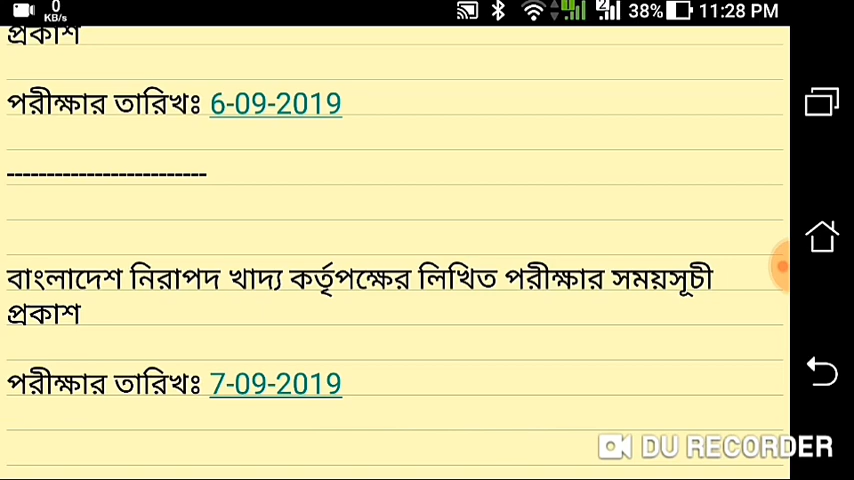 0
KB/s
38%
11:28 PM
প্রকাশ
পরীক্ষার তারিখঃ 6-09-2019
-------------------------
বাংলাদেশ নিরাপদ খাদ্য কর্তৃপক্ষের লিখিত পরীক্ষার সময়সূচী
প্রকাশ
পরীক্ষার তারিখঃ 7-09-2019
DU RECORDER